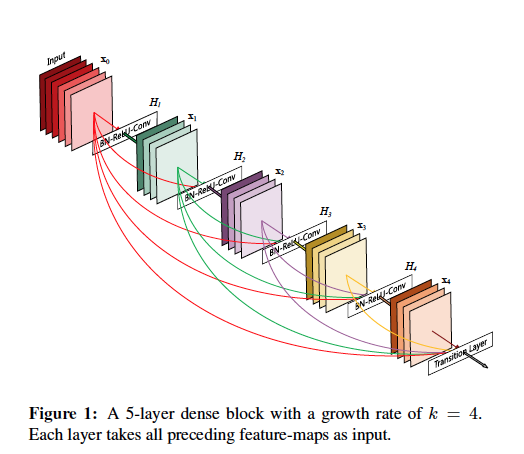 Input
x₀
H₁
BN-ReLU-Conv
x₁
H₂
BN-ReLU-Conv
x₂
H₃
BN-ReLU-Conv
x₃
H₄
BN-ReLU-Conv
x₄
Transition Layer
Figure 1: A 5-layer dense block with a growth rate of k = 4.
Each layer takes all preceding feature-maps as input.